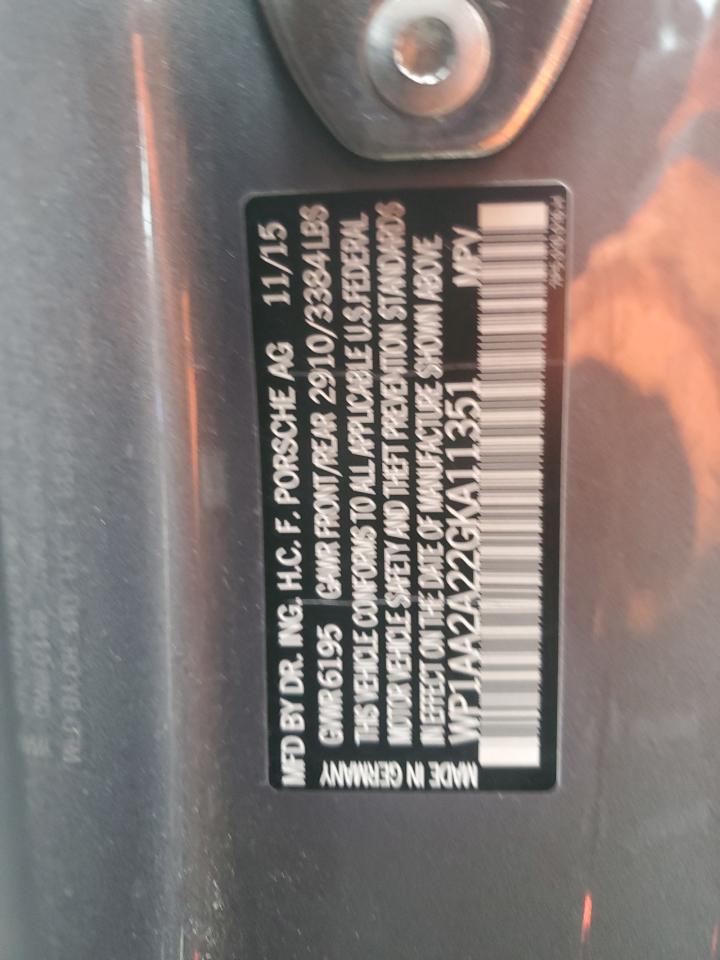 MFD BY DR. ING. H.C. F. PORSCHE AG 11/15
GVWR 6195 GAWR FRONT/REAR 2910/3384 LBS
THIS VEHICLE CONFORMS TO ALL APPLICABLE U.S. FEDERAL
MOTOR VEHICLE SAFETY AND THEFT PREVENTION STANDARDS
IN EFFECT ON THE DATE OF MANUFACTURE SHOWN ABOVE.
WP1AA2A22GKA11351 MPV
MADE IN GERMANY